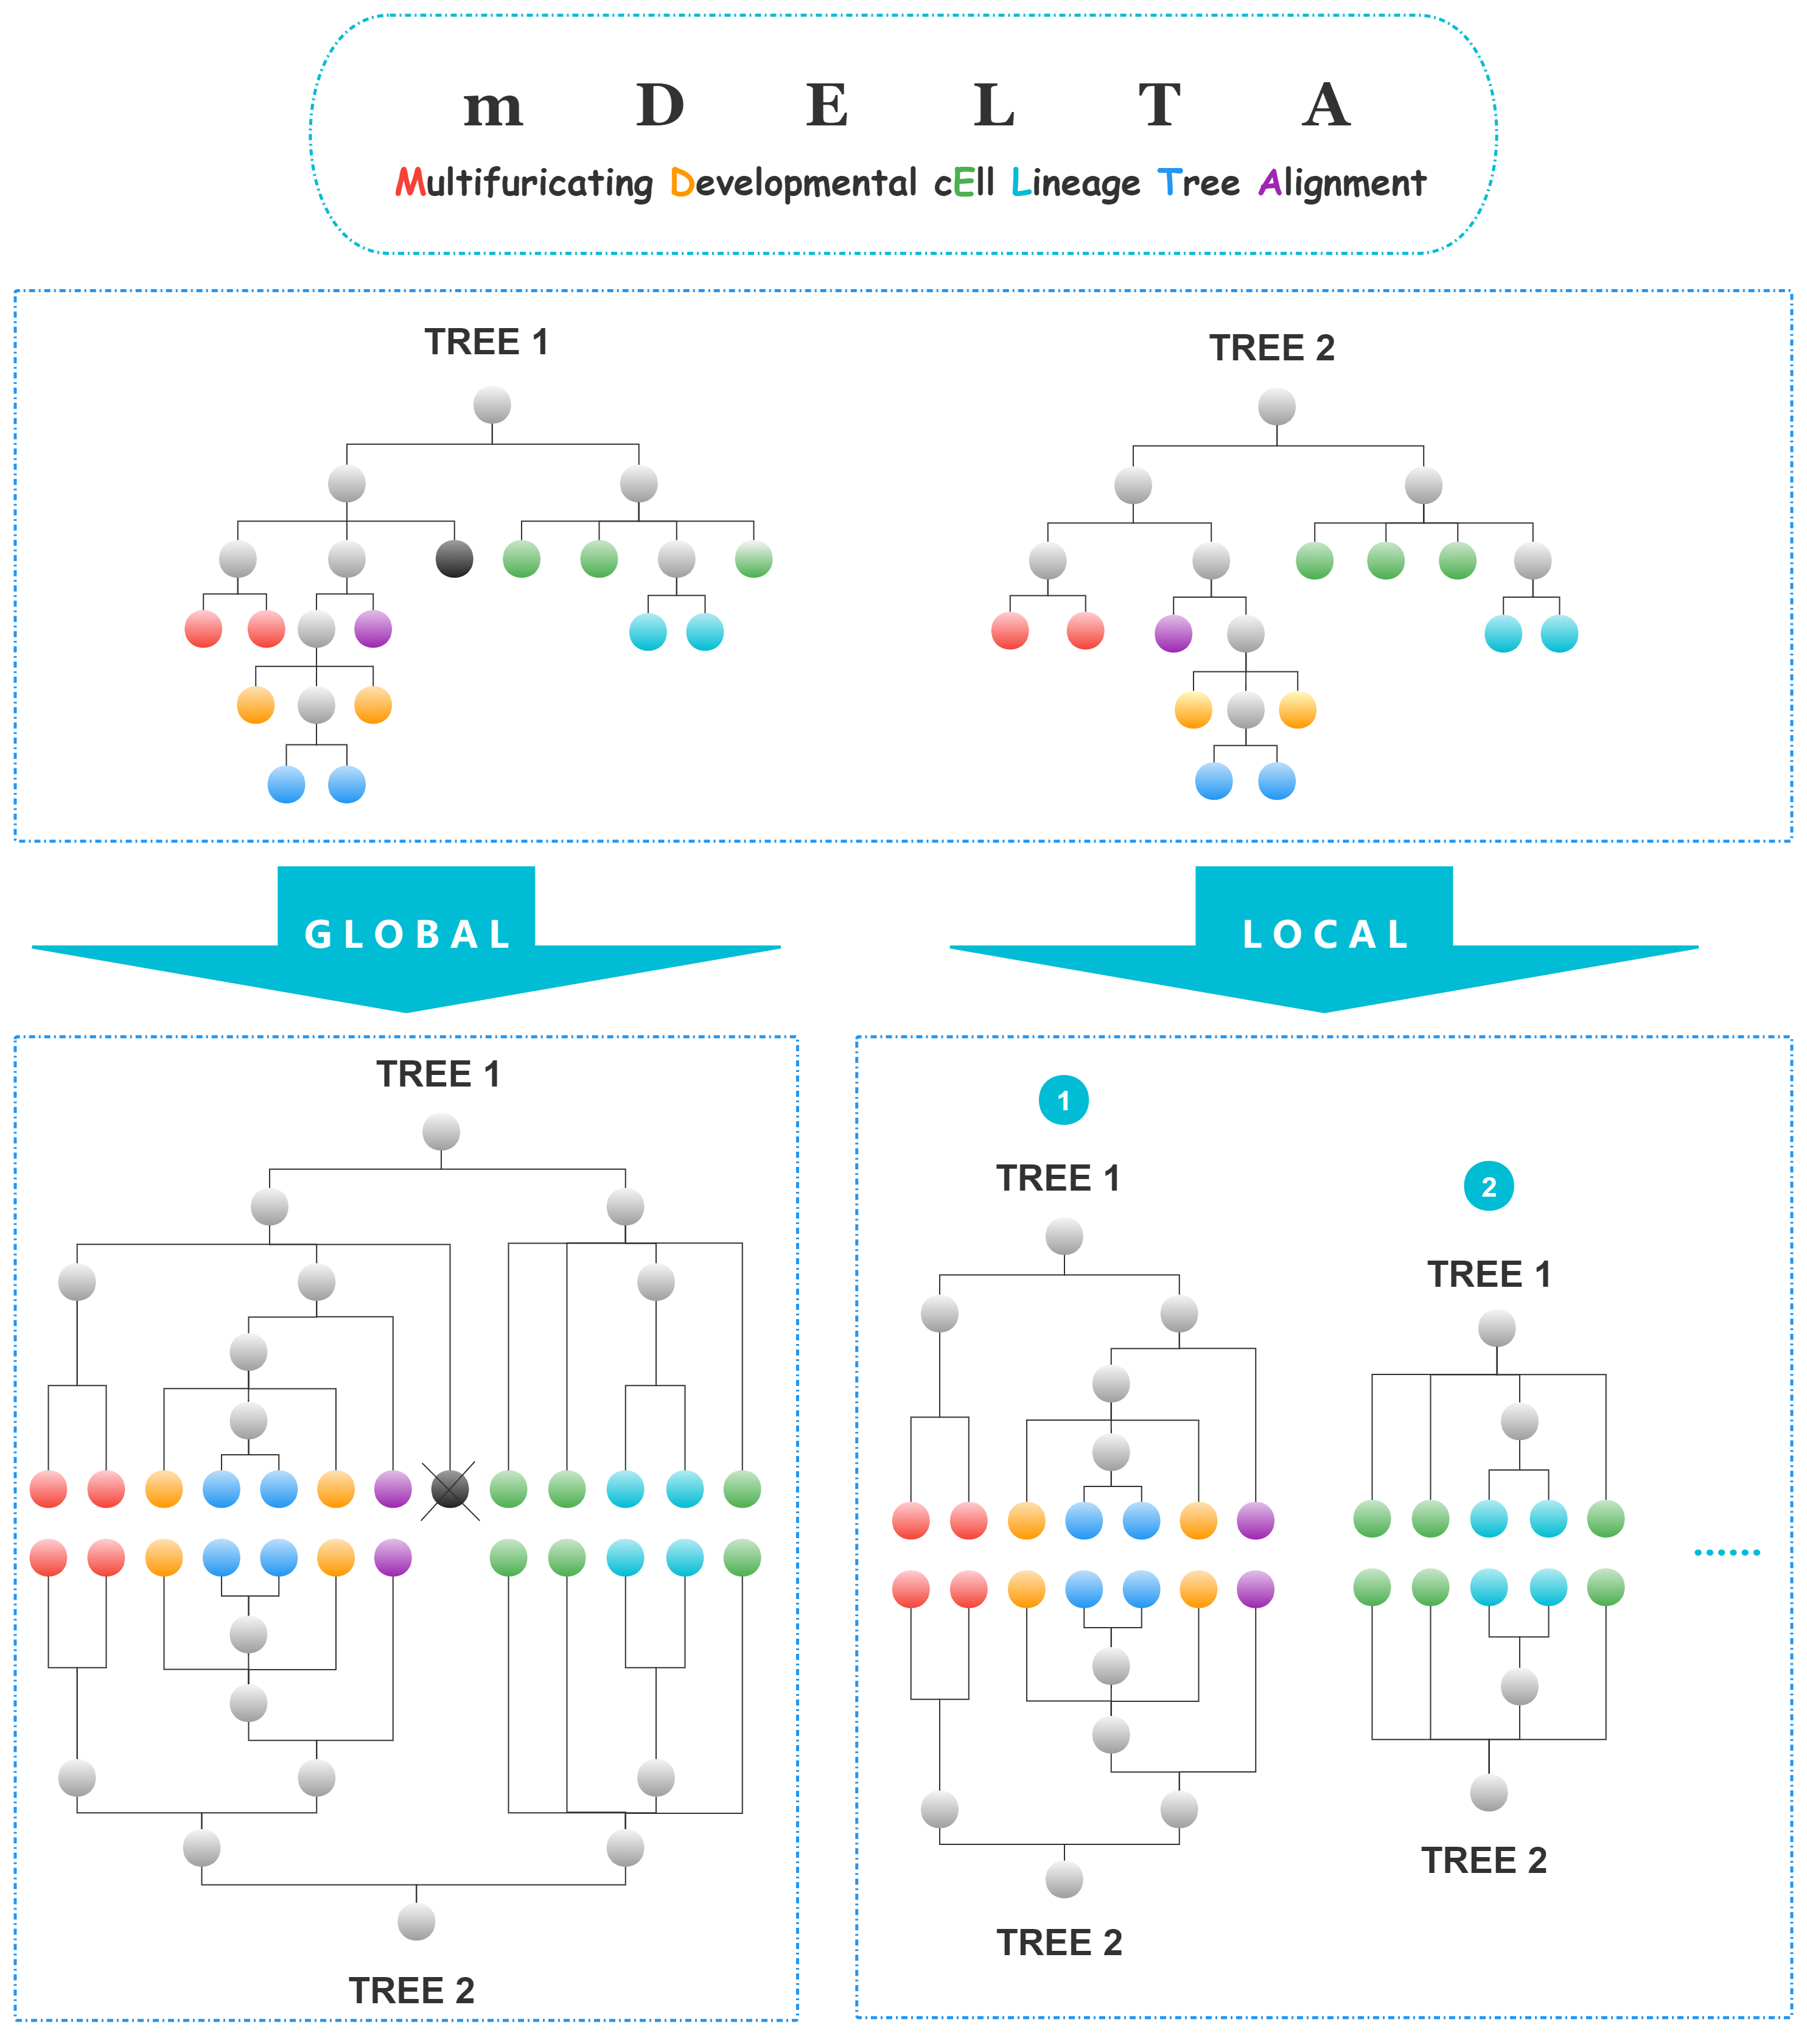 m D E L T A
Multifuricating Developmental cEll Lineage Tree Alignment
TREE 1
TREE 2
GLOBAL
LOCAL
TREE 1
TREE 2
1
TREE 1
TREE 2
2
TREE 1
TREE 2